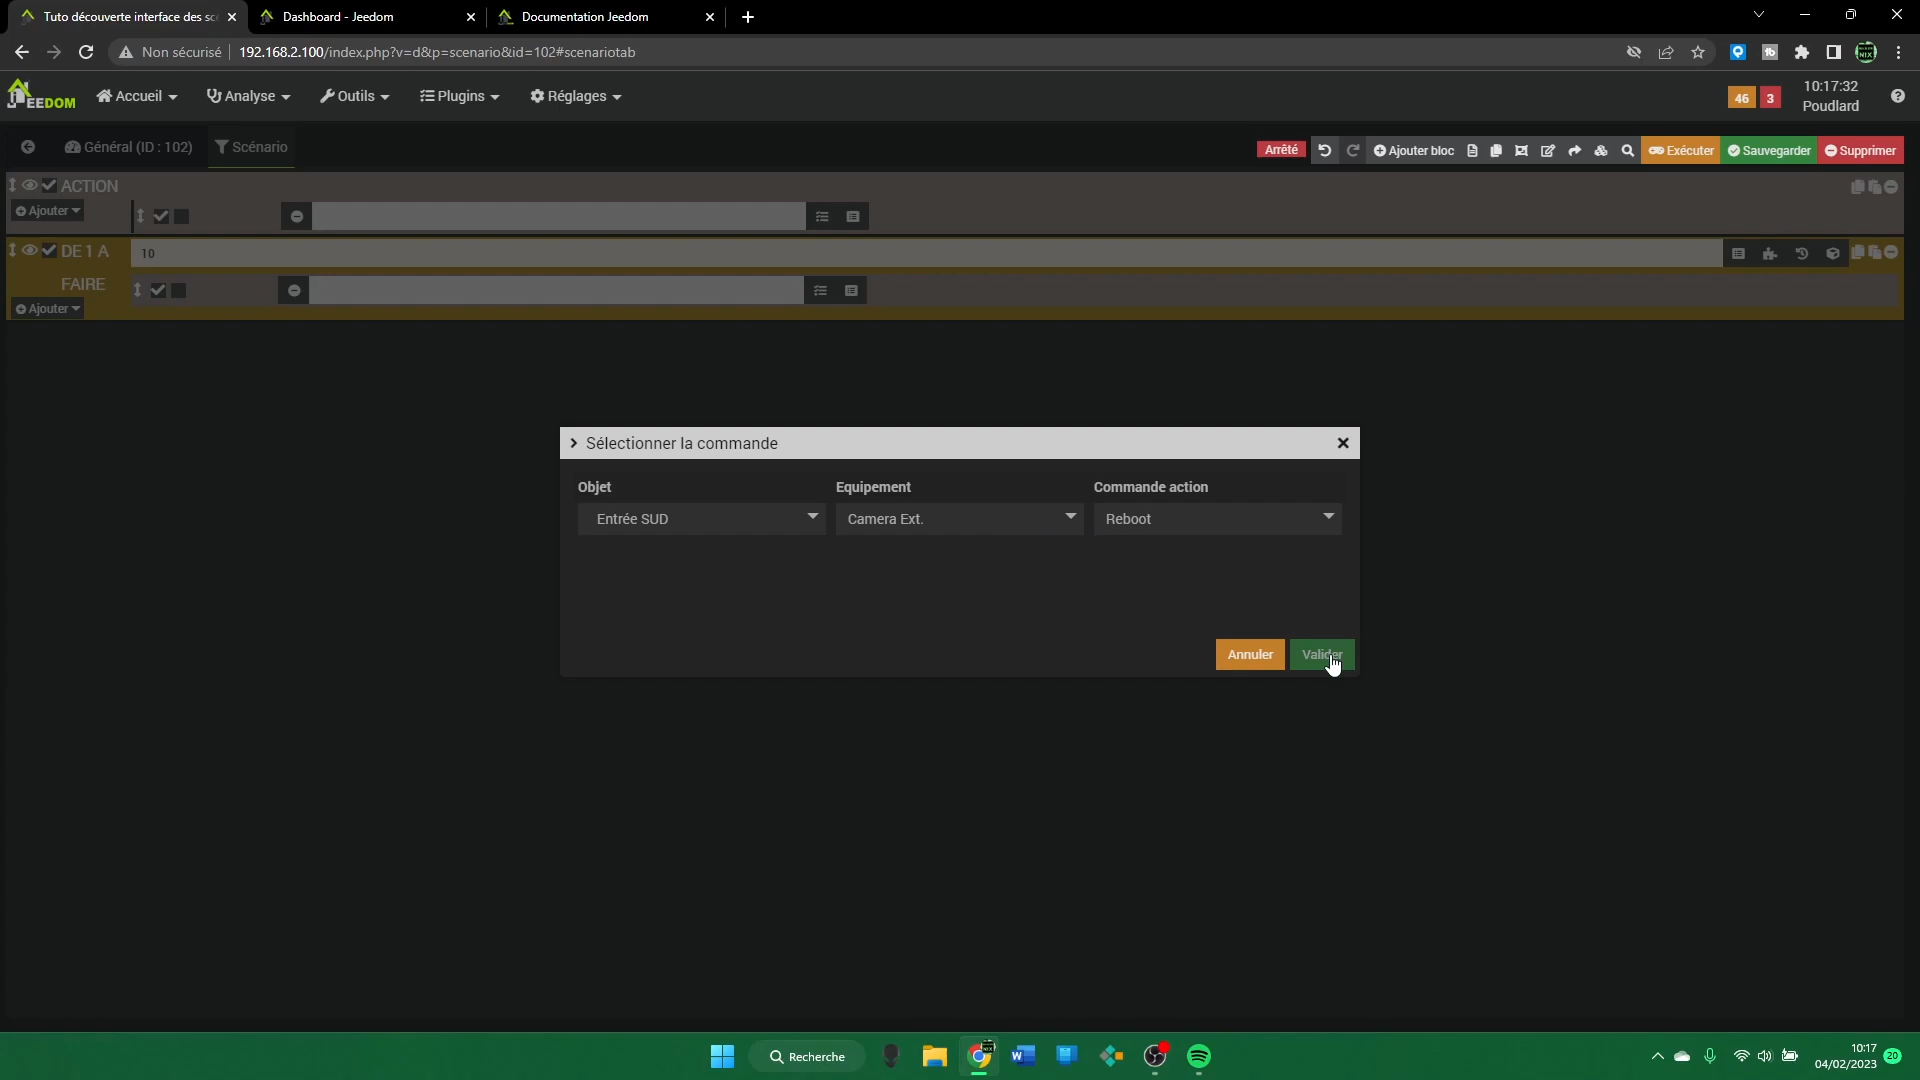 Tuto découverte interface des scé
Dashboard - Jeedom
Documentation Jeedom
Non sécurisé
192.168.2.100/index.php?v=d&p=scenario&id=102#scenariotab
JEEDOM
Accueil
Analyse
Outils
Plugins
Réglages
46
3
10:17:32
Poudlard
Général (ID : 102)
Scénario
Arrêté
Ajouter bloc
Exécuter
Sauvegarder
Supprimer
ACTION
Ajouter
DE 1 A
10
FAIRE
Ajouter
Sélectionner la commande
Objet
Equipement
Commande action
Entrée SUD
Camera Ext.
Reboot
Annuler
Valider
Recherche
10:17
04/02/2023
20